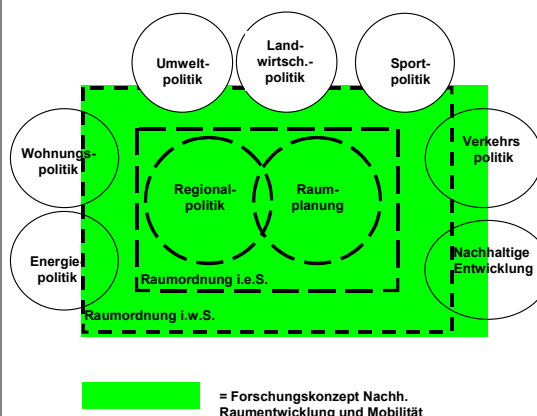 Umwelt-
politik
Land-
wirtsch.-
politik
Sport-
politik
Wohnungs-
politik
Verkehrs
politik
Regional-
politik
Raum-
planung
Energie-
politik
Nachhaltige
Entwicklung
Raumordnung i.e.S.
Raumordnung i.w.S.
= Forschungskonzept Nachh.
Raumentwicklung und Mobilität